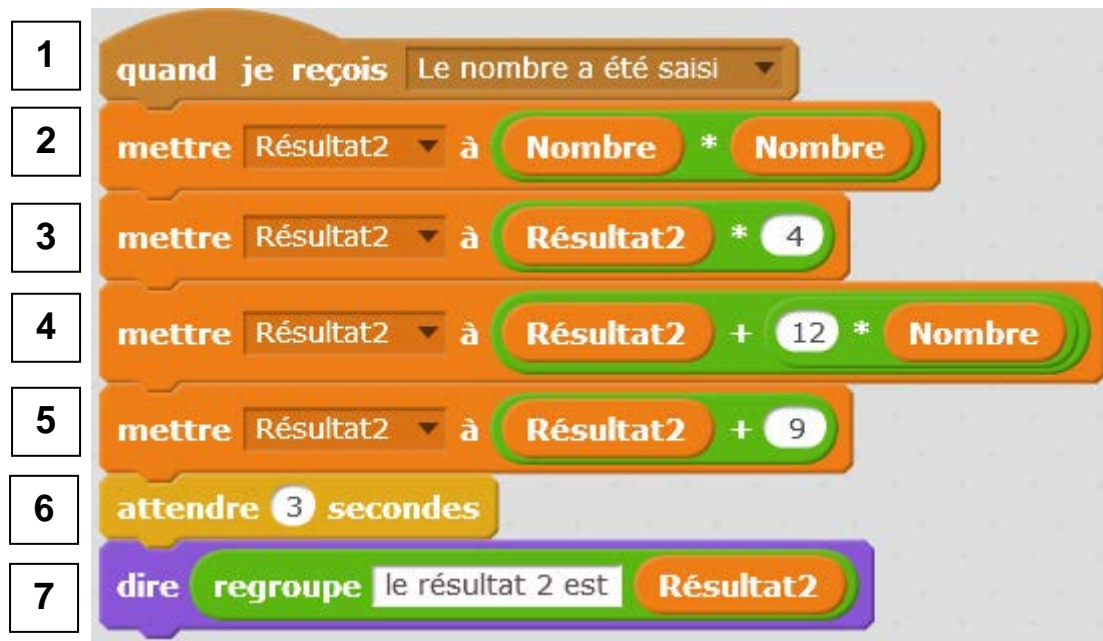 1 quand je reçois Le nombre a été saisi
2 mettre Résultat2 à Nombre * Nombre
3 mettre Résultat2 à Résultat2 * 4
4 mettre Résultat2 à Résultat2 + 12 * Nombre
5 mettre Résultat2 à Résultat2 + 9
6 attendre 3 secondes
7 dire regroupe le résultat 2 est Résultat2